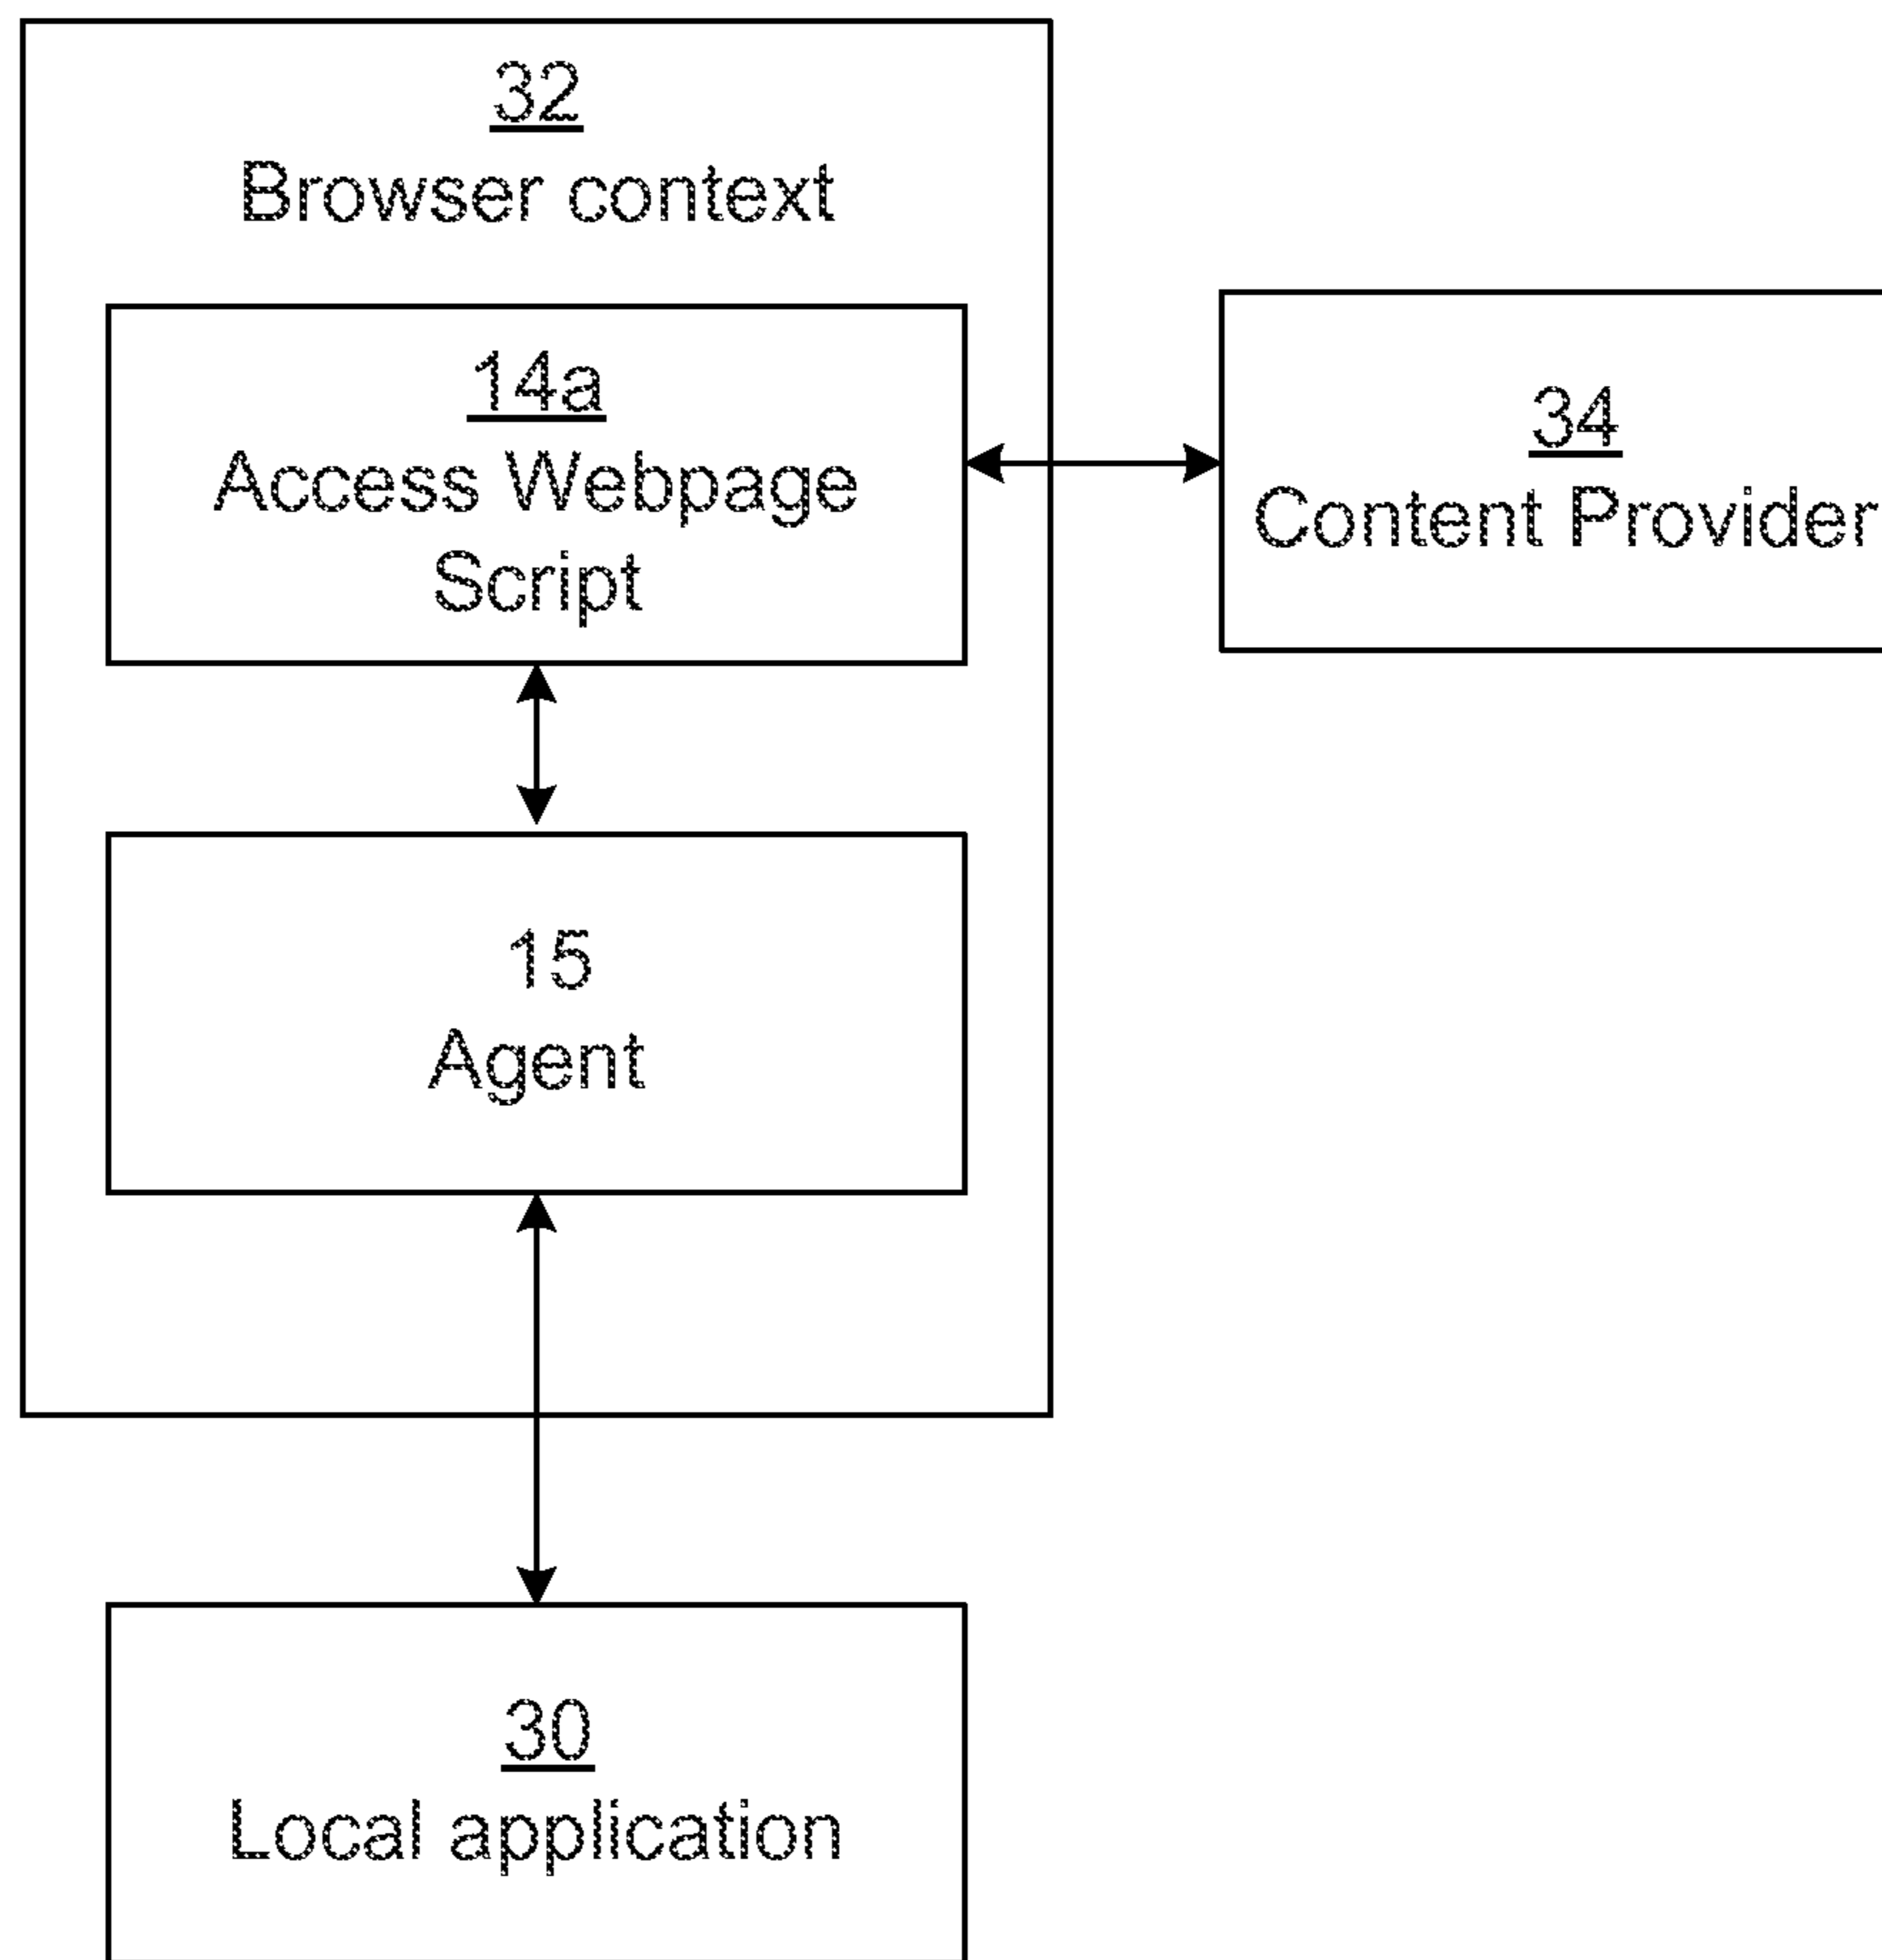 32
Browser context
14a
Access Webpage
Script
34
Content Provider
15
Agent
30
Local application